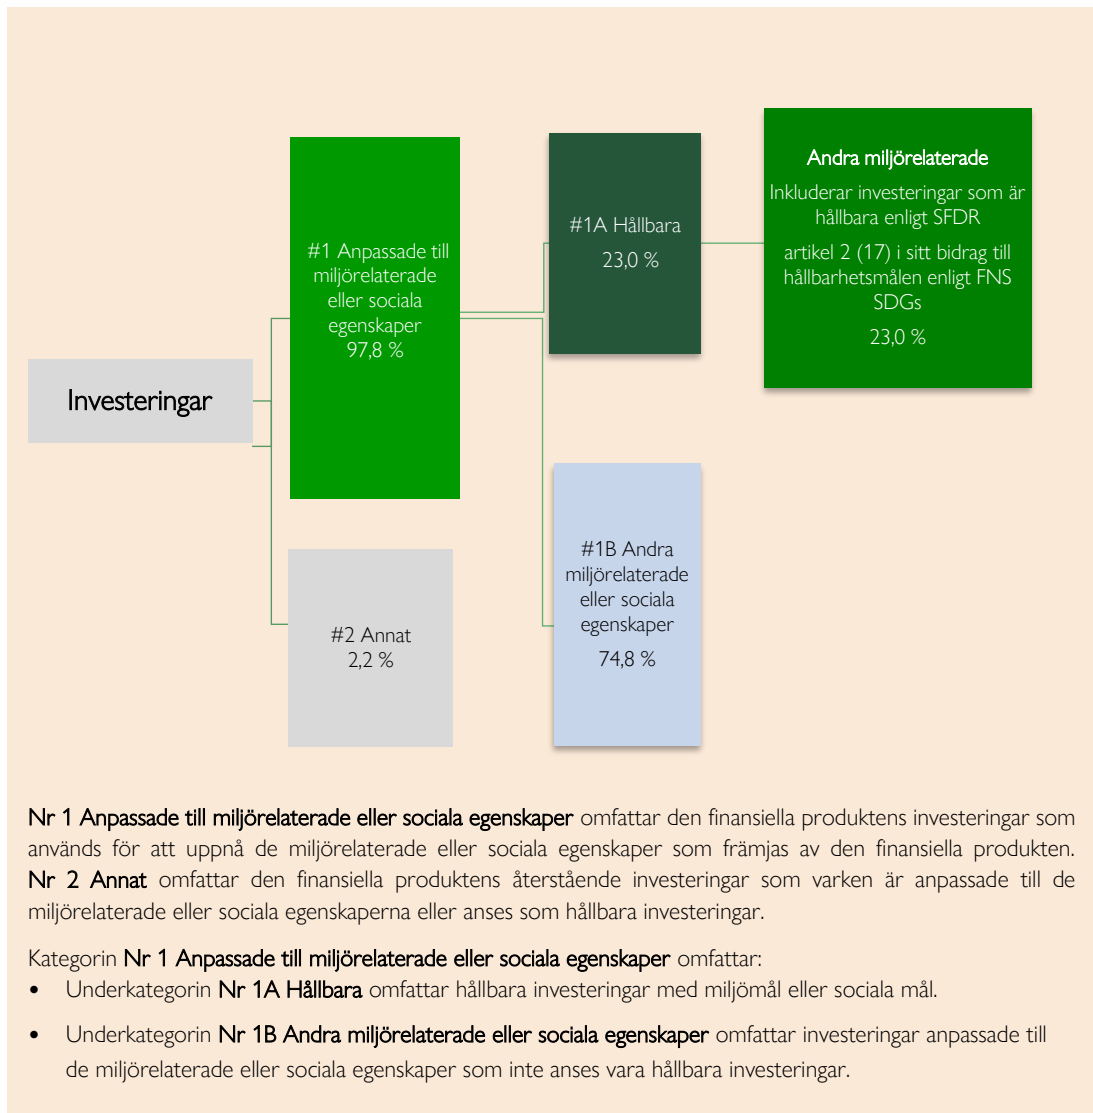 Investeringar
#1 Anpassade till
miljörelaterade
eller sociala
egenskaper
97,8 %
#2 Annat
2,2 %
#1A Hållbara
23,0 %
#1B Andra
miljörelaterade
eller sociala
egenskaper
74,8 %
Andra miljörelaterade
Inkluderar investeringar som är
hållbara enligt SFDR
artikel 2 (17) i sitt bidrag till
hållbarhetsmålen enligt FNS
SDGs
23,0 %
Nr 1 Anpassade till miljörelaterade eller sociala egenskaper omfattar den finansiella produktens investeringar som
används för att uppnå de miljörelaterade eller sociala egenskaper som främjas av den finansiella produkten.
Nr 2 Annat omfattar den finansiella produktens återstående investeringar som varken är anpassade till de
miljörelaterade eller sociala egenskaperna eller anses som hållbara investeringar.
Kategorin Nr 1 Anpassade till miljörelaterade eller sociala egenskaper omfattar:
• Underkategorin Nr 1A Hållbara omfattar hållbara investeringar med miljömål eller sociala mål.
• Underkategorin Nr 1B Andra miljörelaterade eller sociala egenskaper omfattar investeringar anpassade till
de miljörelaterade eller sociala egenskaper som inte anses vara hållbara investeringar.